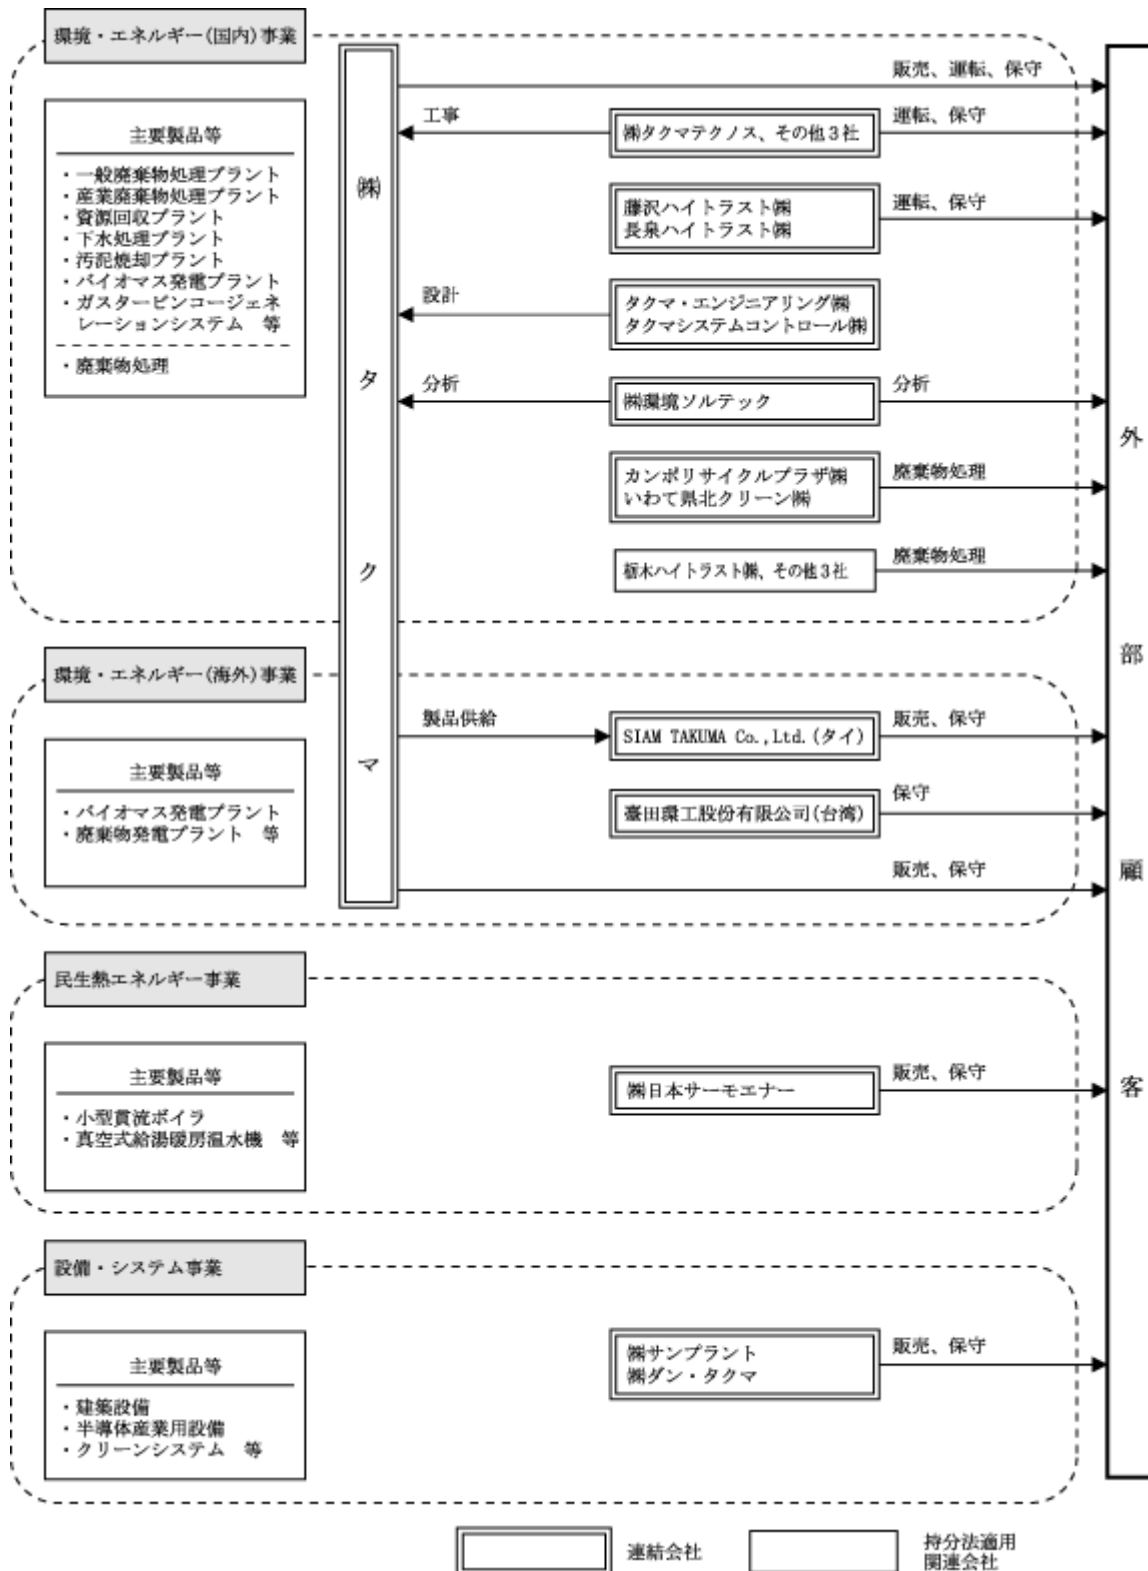 環境・エネルギー(国内)事業
主要製品等
・一般廃棄物処理プラント
・産業廃棄物処理プラント
・資源回収プラント
・下水処理プラント
・汚泥焼却プラント
・バイオマス発電プラント
・ガスタービンコージェネ
レーションシステム 等
・廃棄物処理
㈱タクマ
販売、運転、保守
工事
㈱タクマテクノス、その他3社
運転、保守
藤沢ハイトラスト㈱
長泉ハイトラスト㈱
運転、保守
設計
タクマ・エンジニアリング㈱
タクマシステムコントロール㈱
分析
㈱環境ソルテック
分析
カンポリサイクルプラザ㈱
いわて県北クリーン㈱
廃棄物処理
栃木ハイトラスト㈱、その他3社
廃棄物処理
外部顧客
環境・エネルギー(海外)事業
主要製品等
・バイオマス発電プラント
・廃棄物発電プラント 等
製品供給
SIAM TAKUMA Co.,Ltd.(タイ)
販売、保守
臺田環工股份有限公司(台湾)
保守
販売、保守
民生熱エネルギー事業
主要製品等
・小型貫流ボイラ
・真空式給湯暖房温水機 等
㈱日本サーモエナー
販売、保守
設備・システム事業
主要製品等
・建築設備
・半導体産業用設備
・クリーンシステム 等
㈱サンプラント
㈱ダン・タクマ
販売、保守
連結会社
持分法適用
関連会社